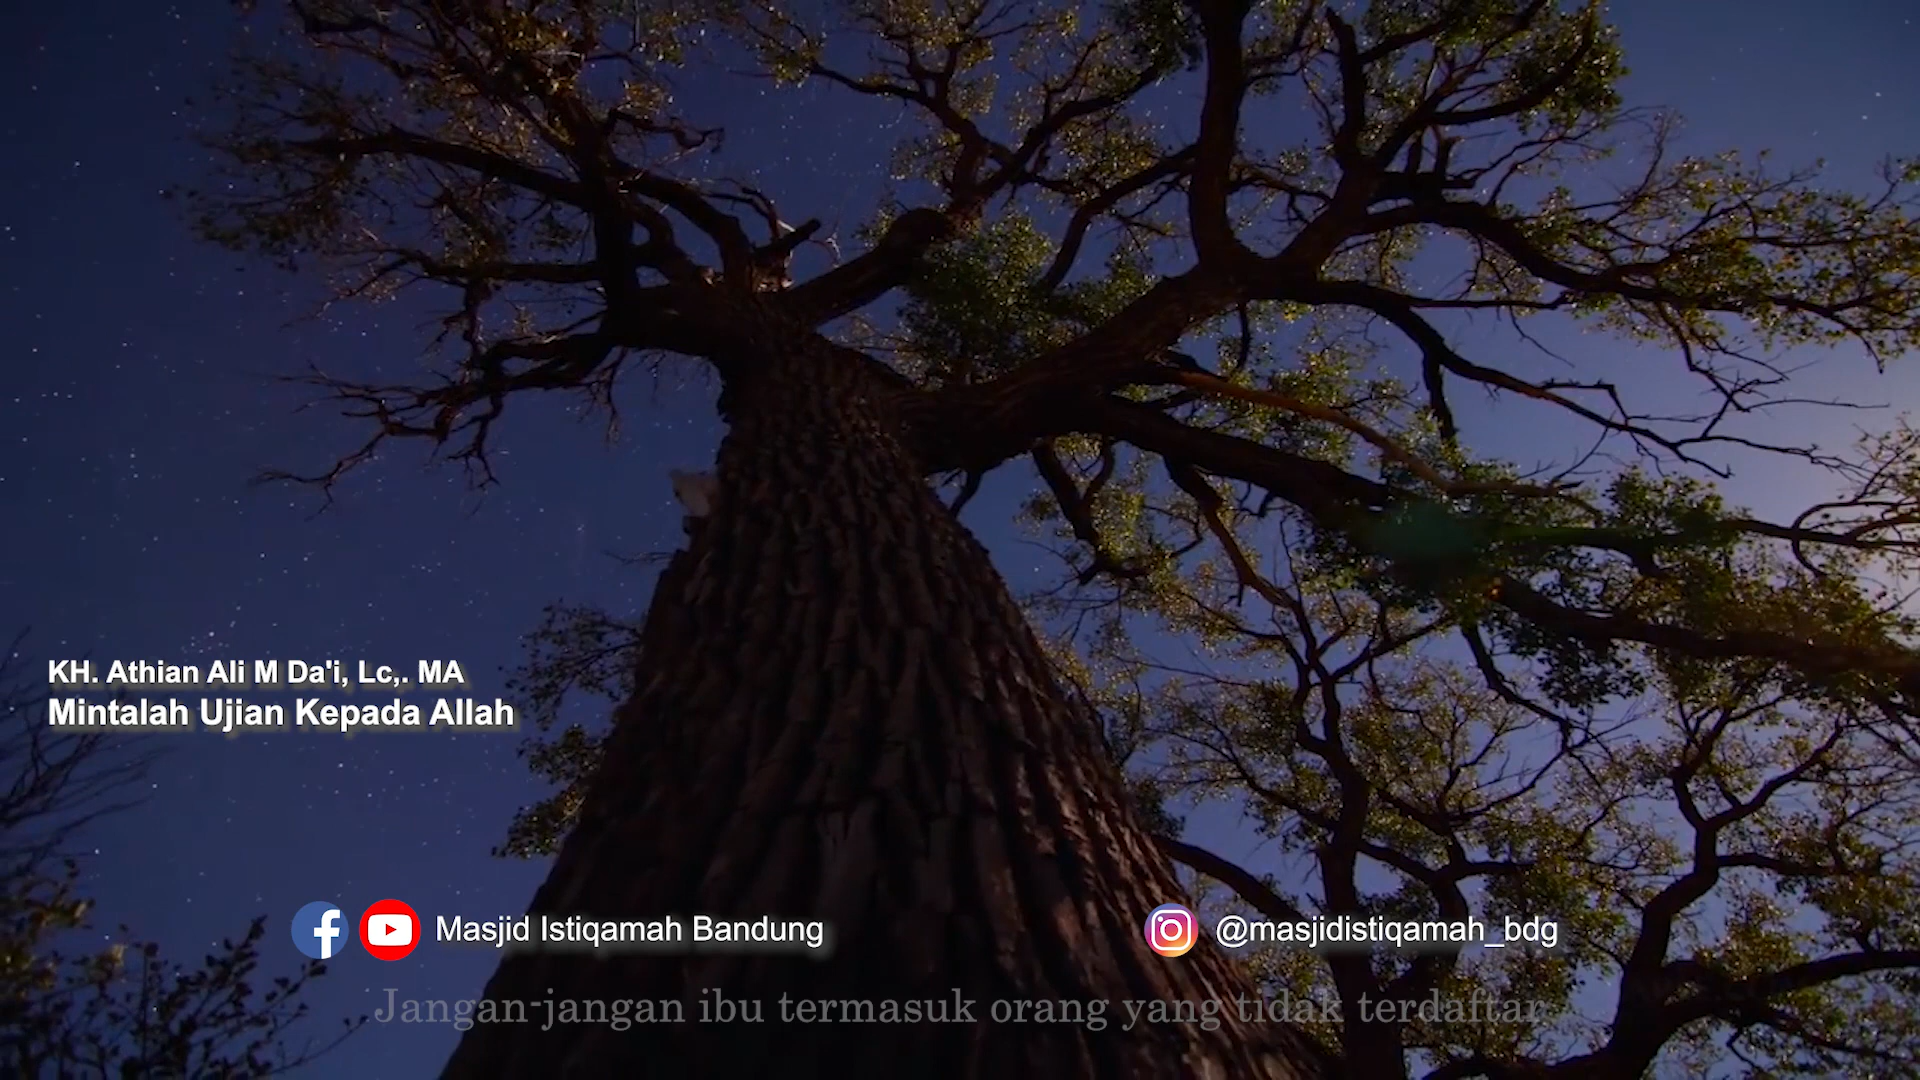 KH. Athian Ali M Da'i, Lc,. MA
Mintalah Ujian Kepada Allah
Masjid Istiqamah Bandung
@masjidistiqamah_bdg
Jangan-jangan ibu termasuk orang yang tidak terdaftar